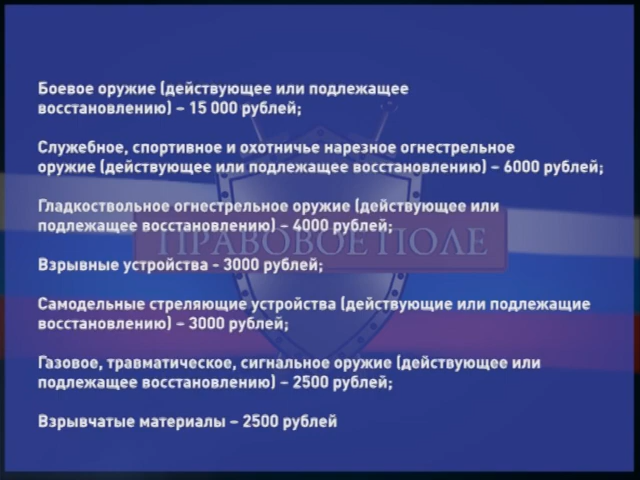 Боевое оружие (действующее или подлежащее
восстановлению) – 15 000 рублей;
Служебное, спортивное и охотничье нарезное огнестрельное
оружие (действующее или подлежащее восстановлению) – 6000 рублей;
Гладкоствольное огнестрельное оружие (действующее или
подлежащее восстановлению) – 4000 рублей;
ПРАВОВОЕ ПОЛЕ
Взрывные устройства - 3000 рублей;
Самодельные стреляющие устройства (действующие или подлежащие
восстановлению) – 3000 рублей;
Газовое, травматическое, сигнальное оружие (действующее или
подлежащее восстановлению) – 2500 рублей;
Взрывчатые материалы – 2500 рублей